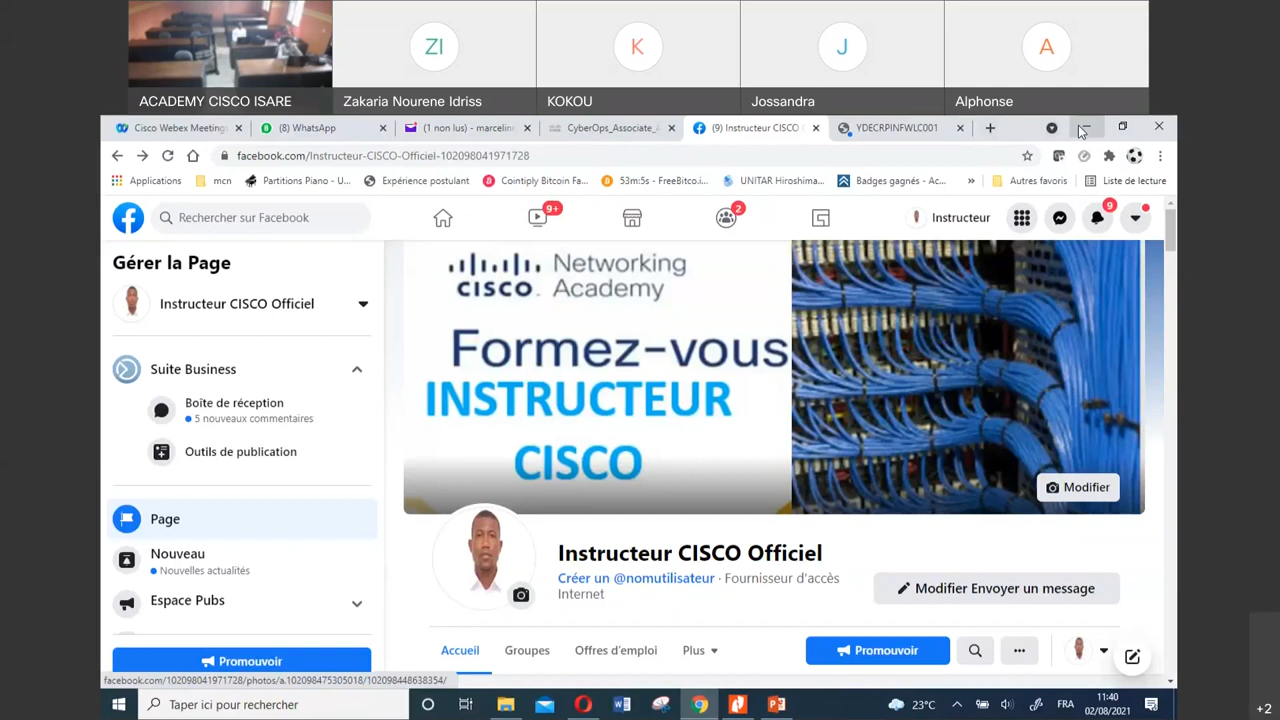 ZI K J A
ACADEMY CISCO ISARE Zakaria Nourene Idriss KOKOU Jossandra Alphonse
Cisco Webex Meeting (8) WhatsApp (1 non lus) - marcelin CyberOps_Associate_A (9) Instructeur CISCO YDECRPINFWLC001
facebook.com/Instructeur-CISCO-Officiel-102098041971728
Applications mcn Partitions Piano - U... Expérience postulant Cointiply Bitcoin Fa... 53m:5s - FreeBitco.i... UNITAR Hiroshima... Badges gagnés - Ac... » Autres favoris Liste de lecture
Rechercher sur Facebook 9+ 2 Instructeur 9
Gérer la Page
Instructeur CISCO Officiel
Suite Business
Boîte de réception
5 nouveaux commentaires
Outils de publication
Page
Nouveau
Nouvelles actualités
Espace Pubs
Promouvoir
CISCO Networking Academy
Formez-vous
INSTRUCTEUR
CISCO
Modifier
Instructeur CISCO Officiel
Créer un @nomutilisateur · Fournisseur d'accès
Internet
Modifier Envoyer un message
Accueil Groupes Offres d'emploi Plus Promouvoir ...
facebook.com/102098041971728/photos/a.102098475305018/102098448638354/
Taper ici pour rechercher 23°C FRA 11:40
02/08/2021
+2